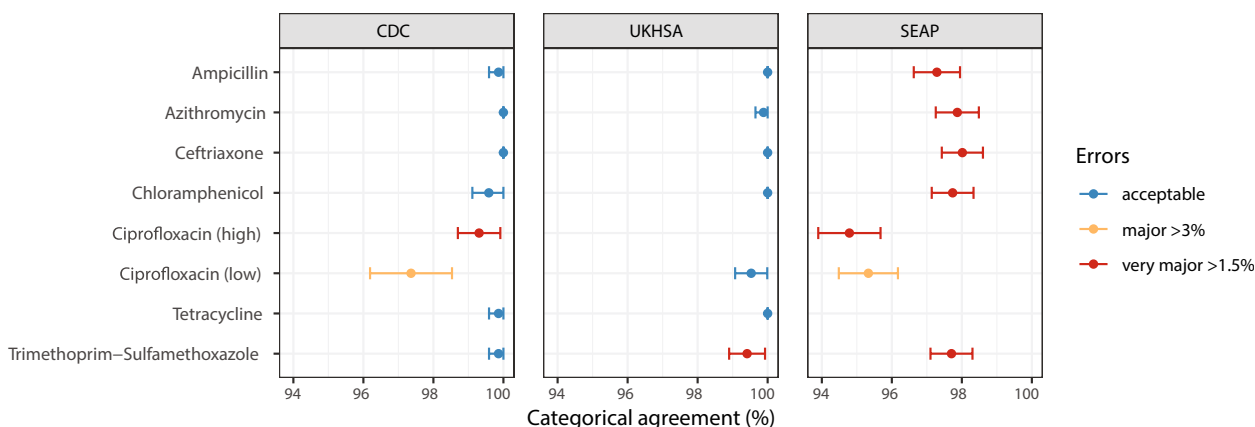 CDC
UKHSA
SEAP
Ampicillin
Azithromycin
Ceftriaxone
Chloramphenicol
Ciprofloxacin (high)
Ciprofloxacin (low)
Tetracycline
Trimethoprim−Sulfamethoxazole
94 96 98 100
94 96 98 100
94 96 98 100
Categorical agreement (%)
Errors
acceptable
major >3%
very major >1.5%